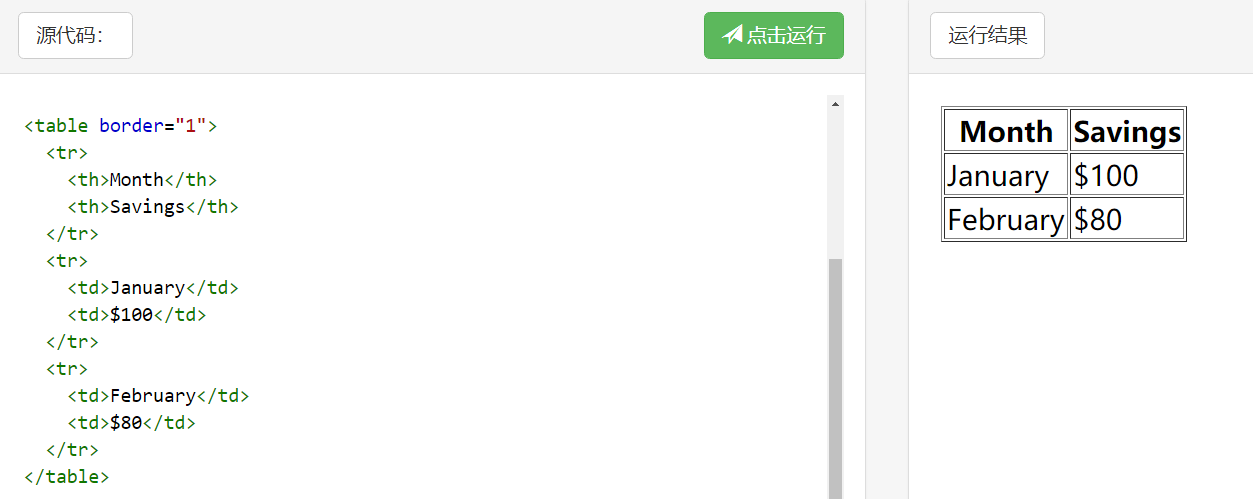 源代码：
点击运行
运行结果
<table border="1">
  <tr>
    <th>Month</th>
    <th>Savings</th>
  </tr>
  <tr>
    <td>January</td>
    <td>$100</td>
  </tr>
  <tr>
    <td>February</td>
    <td>$80</td>
  </tr>
</table>
Month Savings
January $100
February $80